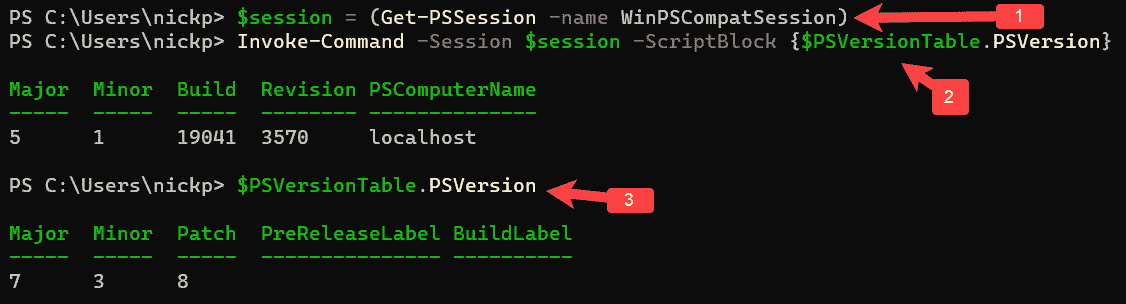 PS C:\Users\nickp> $session = (Get-PSSession -name WinPSCompatSession)
1
PS C:\Users\nickp> Invoke-Command -Session $session -ScriptBlock {$PSVersionTable.PSVersion}
2
Major Minor Build Revision PSComputerName
----- ----- ----- -------- --------------
5 1 19041 3570 localhost
PS C:\Users\nickp> $PSVersionTable.PSVersion
3
Major Minor Patch PreReleaseLabel BuildLabel
----- ----- ----- --------------- ----------
7 3 8